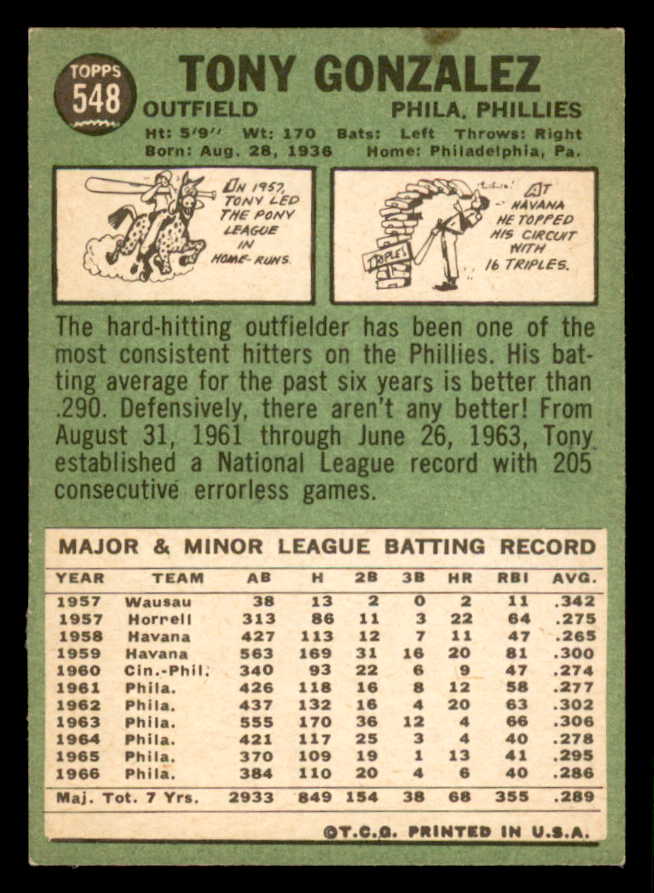 TOPPS
548
TONY GONZALEZ
OUTFIELD PHILA. PHILLIES
Ht: 5'9" Wt: 170 Bats: Left Throws: Right
Born: Aug. 28, 1936 Home: Philadelphia, Pa.
IN 1957,
TONY LED
THE PONY
LEAGUE
IN
HOME-RUNS.
TRIPLES
AT
HAVANA
HE TOPPED
HIS CIRCUIT
WITH
16 TRIPLES.
The hard-hitting outfielder has been one of the
most consistent hitters on the Phillies. His bat-
ting average for the past six years is better than
.290. Defensively, there aren't any better! From
August 31, 1961 through June 26, 1963, Tony
established a National League record with 205
consecutive errorless games.
MAJOR & MINOR LEAGUE BATTING RECORD
YEAR TEAM AB H 2B 3B HR RBI AVG.
1957 Wausau 38 13 2 0 2 11 .342
1957 Hornell 313 86 11 3 22 64 .275
1958 Havana 427 113 12 7 11 47 .265
1959 Havana 563 169 31 16 20 81 .300
1960 Cin.-Phil. 340 93 22 6 9 47 .274
1961 Phila. 426 118 16 8 12 58 .277
1962 Phila. 437 132 16 4 20 63 .302
1963 Phila. 555 170 36 12 4 66 .306
1964 Phila. 421 117 25 3 4 40 .278
1965 Phila. 370 109 19 1 13 41 .295
1966 Phila. 384 110 20 4 6 40 .286
Maj. Tot. 7 Yrs. 2933 849 154 38 68 355 .289
©T.C.G. PRINTED IN U.S.A.